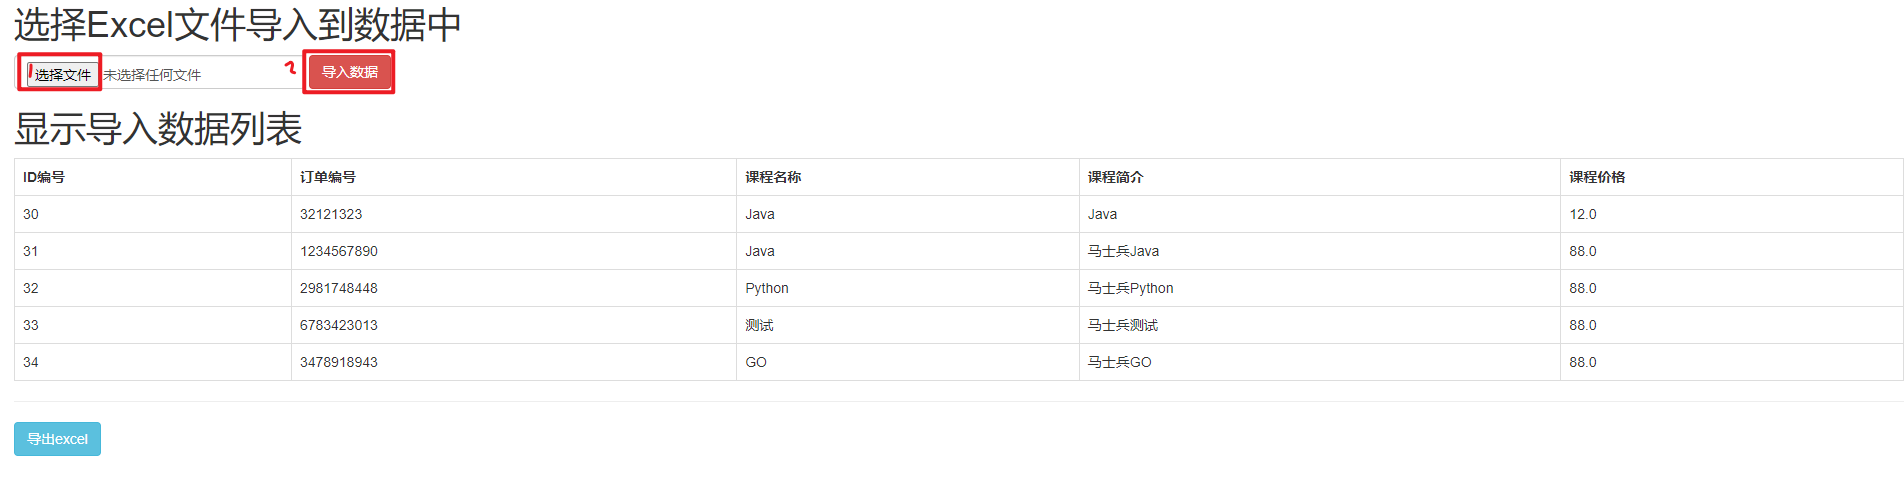 选择Excel文件导入到数据中
1 选择文件 未选择任何文件 2 导入数据
显示导入数据列表
ID编号 订单编号 课程名称 课程简介 课程价格
30 32121323 Java Java 12.0
31 1234567890 Java 马士兵Java 88.0
32 2981748448 Python 马士兵Python 88.0
33 6783423013 测试 马士兵测试 88.0
34 3478918943 GO 马士兵GO 88.0
导出excel